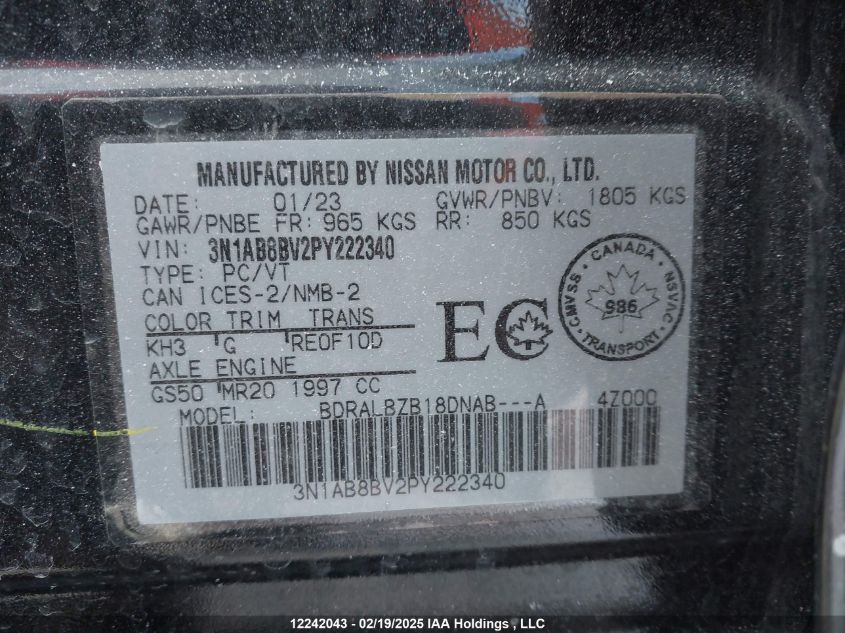 MANUFACTURED BY NISSAN MOTOR CO., LTD.
DATE: 01/23 GVWR/PNBV: 1805 KGS
GAWR/PNBE FR: 965 KGS RR: 850 KGS
VIN: 3N1AB8BV2PY222340
TYPE: PC/VT
CAN ICES-2/NMB-2
COLOR TRIM TRANS
KH3 G RE0F10D
AXLE ENGINE
GS50 MR20 1997 CC
EC
CANADA
CMVSS 986 NSVAC
TRANSPORT
MODEL: BDRALBZB18DNAB---A 4Z000
3N1AB8BV2PY222340
12242043 - 02/19/2025 IAA Holdings, LLC